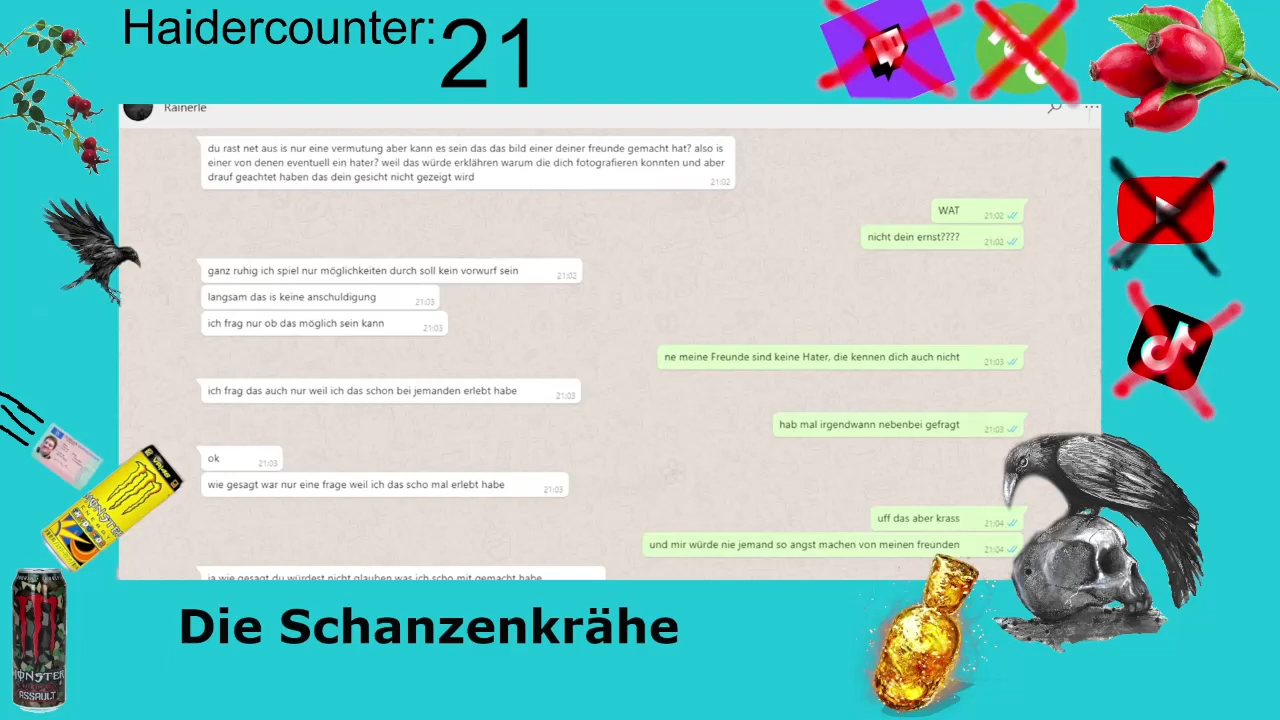 Haidercounter: 21
Rainerle
du rast net aus is nur eine vermutung aber kann es sein das das bild einer deiner freunde gemacht hat? also is
einer von denen eventuell ein hater? weil das würde erklähren warum die dich fotografieren konnten und aber
drauf geachtet haben das dein gesicht nicht gezeigt wird
21:02
WAT
21:02
nicht dein ernst????
21:02
ganz ruhig ich spiel nur möglichkeiten durch soll kein vorwurf sein
21:02
langsam das is keine anschuldigung
21:03
ich frag nur ob das möglich sein kann
21:03
ne meine Freunde sind keine Hater, die kennen dich auch nicht
21:03
ich frag das auch nur weil ich das schon bei jemanden erlebt habe
21:03
hab mal irgendwann nebenbei gefragt
21:03
ok
21:03
wie gesagt war nur eine frage weil ich das scho mal erlebt habe
21:03
uff das aber krass
21:04
und mir würde nie jemand so angst machen von meinen freunden
21:04
ja wie gesagt du würdest nicht glauben was ich scho mit gemacht habe
Die Schanzenkrähe
MONSTER
ENERGY
MONSTER
ASSAULT